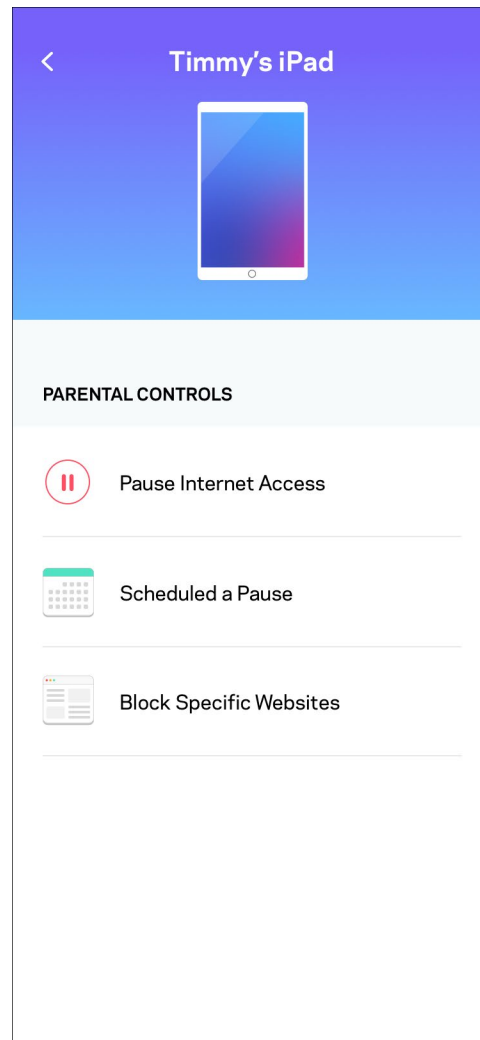 Timmy’s iPad
PARENTAL CONTROLS
Pause Internet Access
Scheduled a Pause
Block Specific Websites